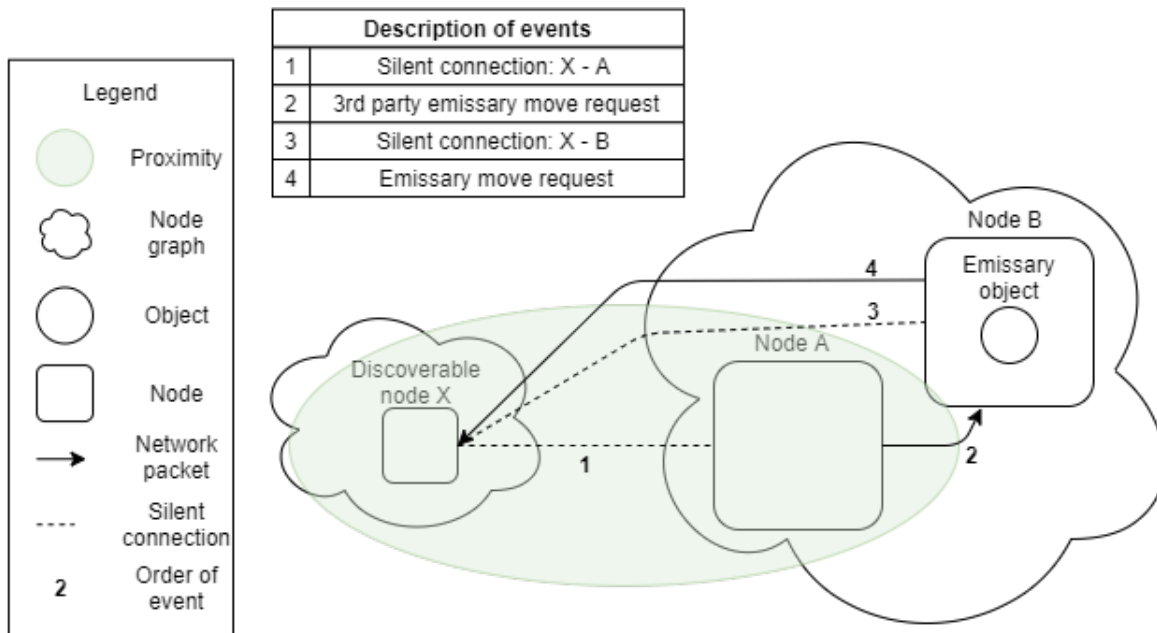 Description of events
1 Silent connection: X - A
2 3rd party emissary move request
3 Silent connection: X - B
4 Emissary move request
Legend
Proximity
Node
graph
Object
Node
Network
packet
Silent
connection
2 Order of
event
Node B
Emissary
object
4
3
Node A
Discoverable
node X
1
2